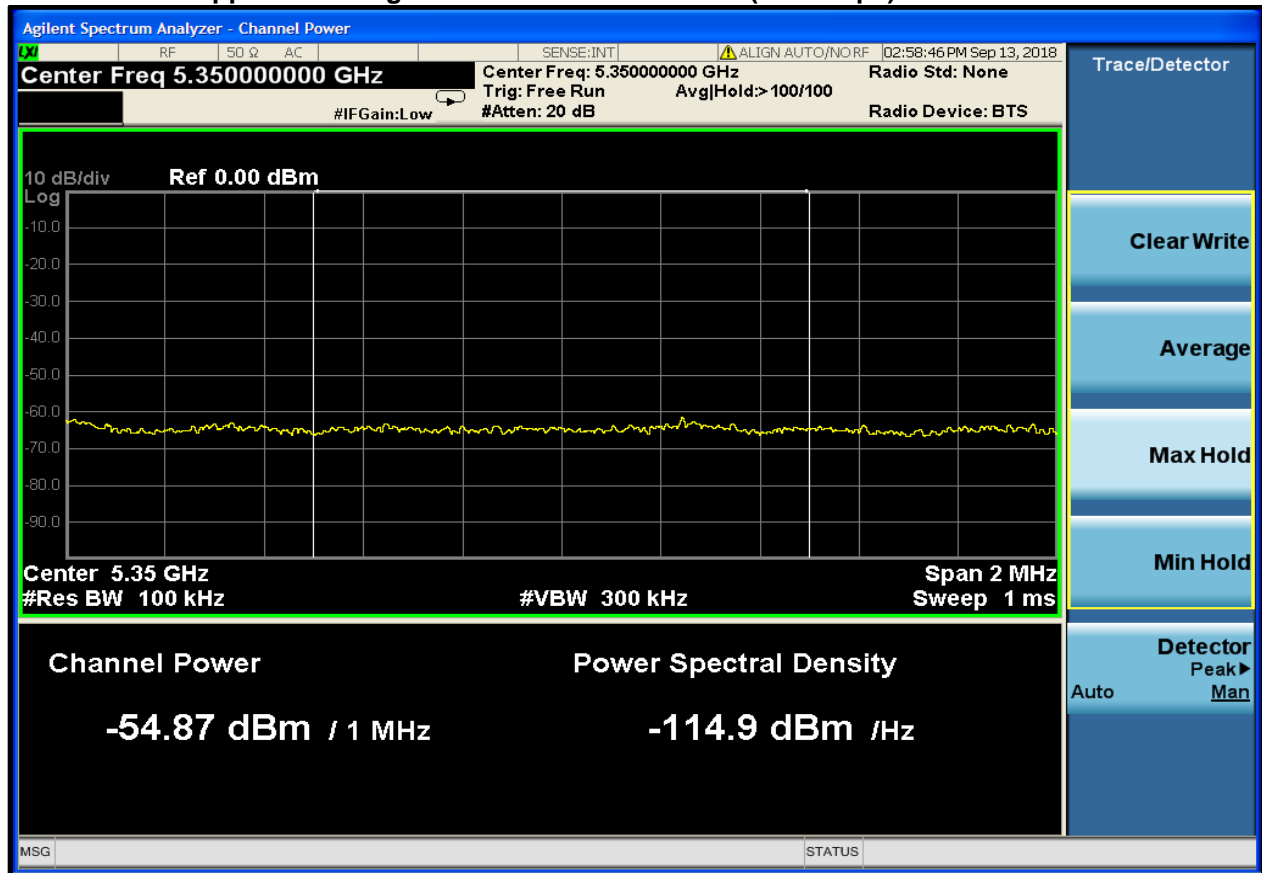 Agilent Spectrum Analyzer - Channel Power
LXI RF 50 Ω AC SENSE:INT ALIGN AUTO/NO RF 02:58:46 PM Sep 13, 2018
Center Freq 5.350000000 GHz
Center Freq: 5.350000000 GHz
Radio Std: None
Trig: Free Run Avg|Hold:> 100/100
#IFGain:Low
#Atten: 20 dB
Radio Device: BTS
10 dB/div Ref 0.00 dBm
Log
-10.0
-20.0
-30.0
-40.0
-50.0
-60.0
-70.0
-80.0
-90.0
Center 5.35 GHz Span 2 MHz
#Res BW 100 kHz #VBW 300 kHz Sweep 1 ms
Channel Power Power Spectral Density
-54.87 dBm / 1 MHz -114.9 dBm /Hz
MSG STATUS
Trace/Detector
Clear Write
Average
Max Hold
Min Hold
Detector
Peak▶
Auto Man